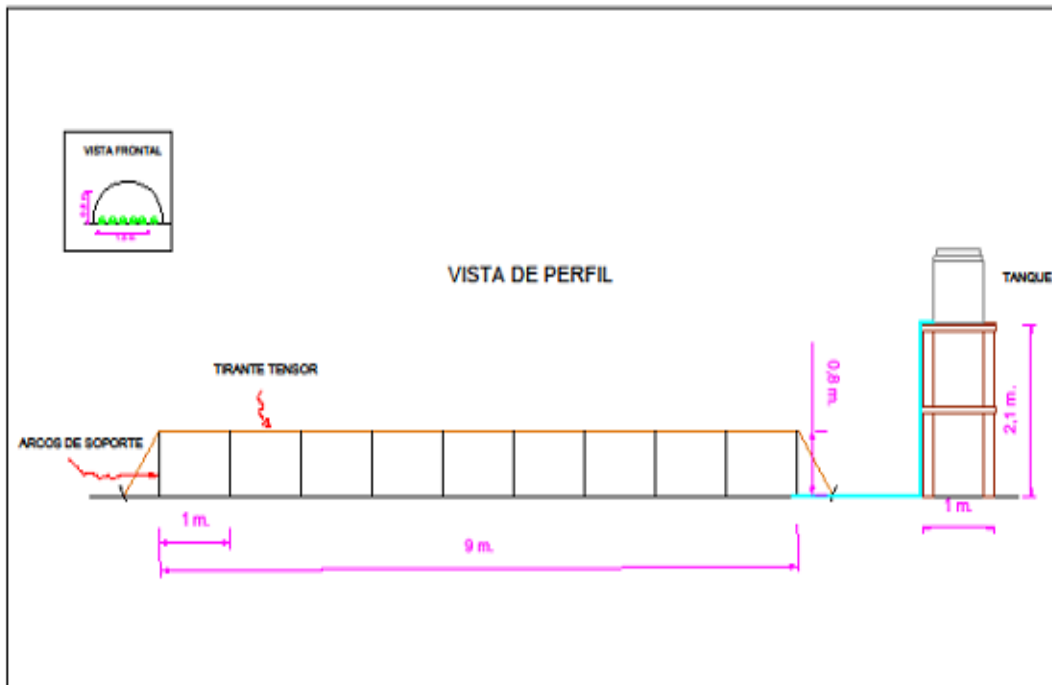 VISTA FRONTAL
VISTA DE PERFIL
TANQUE
TIRANTE TENSOR
0,8 m.
2,1 m.
ARCOS DE SOPORTE
1 m.
1 m.
9 m.